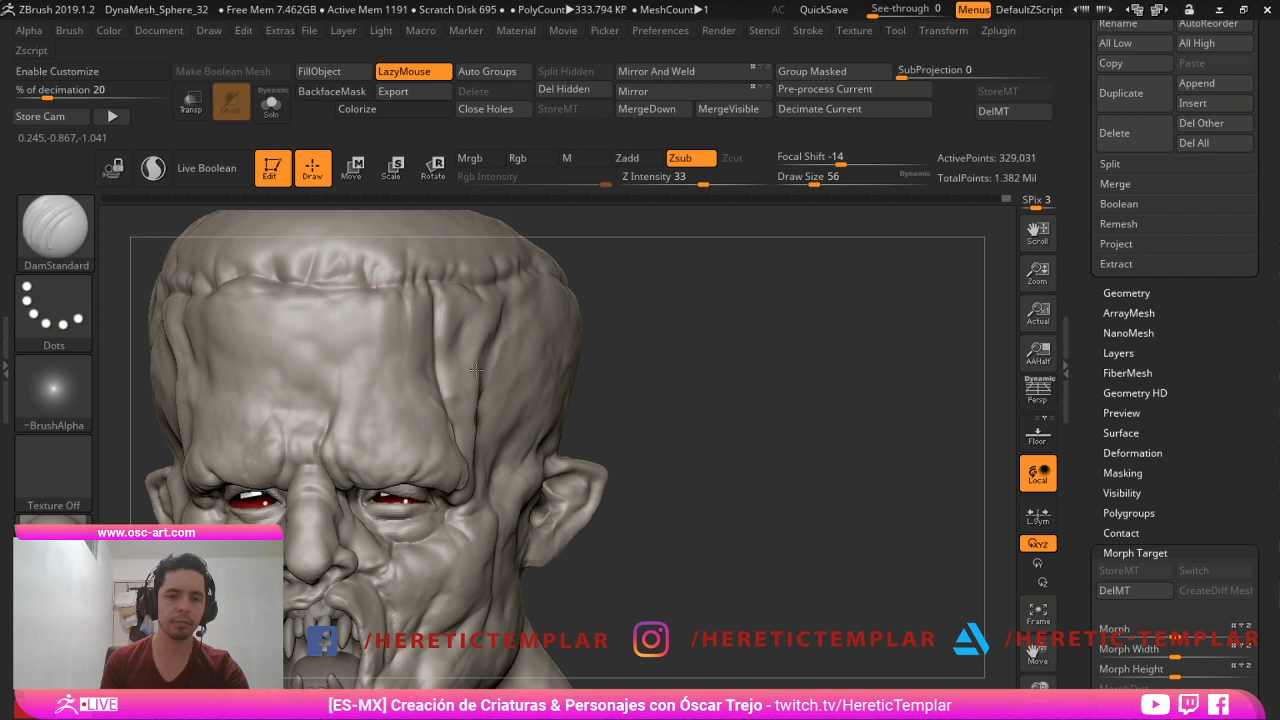 ZBrush 2019.1.2 DynaMesh_Sphere_32 • Free Mem 7.462GB • Active Mem 1191 • Scratch Disk 695 • PolyCount▶333.794 KP • MeshCount▶1 AC QuickSave See-through 0 Menus DefaultZScript
Alpha Brush Color Document Draw Edit Extras File Layer Light Macro Marker Material Movie Picker Preferences Render Stencil Stroke Texture Tool Transform Zplugin
Zscript
Enable Customize Make Boolean Mesh FillObject LazyMouse Auto Groups Split Hidden Mirror And Weld Group Masked SubProjection 0
% of decimation 20 Transp Ghost Dynamic Solo BackfaceMask Export Delete Del Hidden Mirror Pre-process Current StoreMT
Store Cam Colorize Close Holes StoreMT MergeDown MergeVisible Decimate Current DelMT
0.245,-0.867,-1.041
Live Boolean Edit Draw Move Scale Rotate Mrgb Rgb M Zadd Zsub Zcut Focal Shift -14 ActivePoints: 329,031
Rgb Intensity Z Intensity 33 Draw Size 56 Dynamic TotalPoints: 1.382 Mil
DamStandard
Dots
~BrushAlpha
Texture Off
SPix 3
Scroll
Zoom
Actual
AAHalf
Dynamic
Persp
Floor
Local
L.Sym
XYZ
Frame
Move
Rename AutoReorder
All Low All High
Copy Paste
Duplicate Append
Insert
Delete Del Other
Del All
Split
Merge
Boolean
Remesh
Project
Extract
Geometry
ArrayMesh
NanoMesh
Layers
FiberMesh
Geometry HD
Preview
Surface
Deformation
Masking
Visibility
Polygroups
Contact
Morph Target
StoreMT Switch
DelMT CreateDiff Mesh
Morph
Morph Width
Morph Height
MorphDist
www.osc-art.com
/HERETICTEMPLAR /HERETICTEMPLAR /HERETIC_TEMPLAR
LIVE [ES-MX] Creación de Criaturas & Personajes con Óscar Trejo - twitch.tv/HereticTemplar